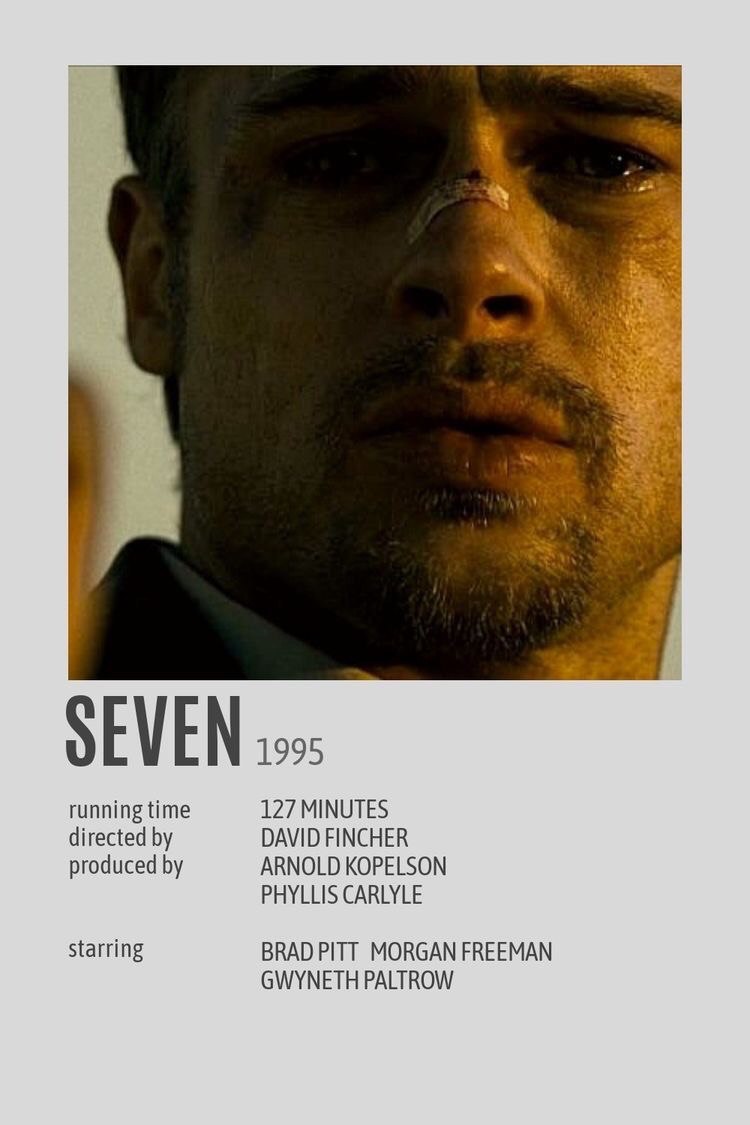 SEVEN 1995
running time 127 MINUTES
directed by DAVID FINCHER
produced by ARNOLD KOPELSON
PHYLLIS CARLYLE
starring BRAD PITT MORGAN FREEMAN
GWYNETH PALTROW